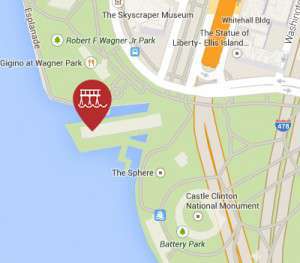 The Skyscraper Museum
Whitehall Bldg
Esplanade
Robert F Wagner Jr Park
The Statue of
Liberty - Ellis island...
Washington
Gigino at Wagner Park
478
The Sphere
Castle Clinton
National Monument
Battery Park